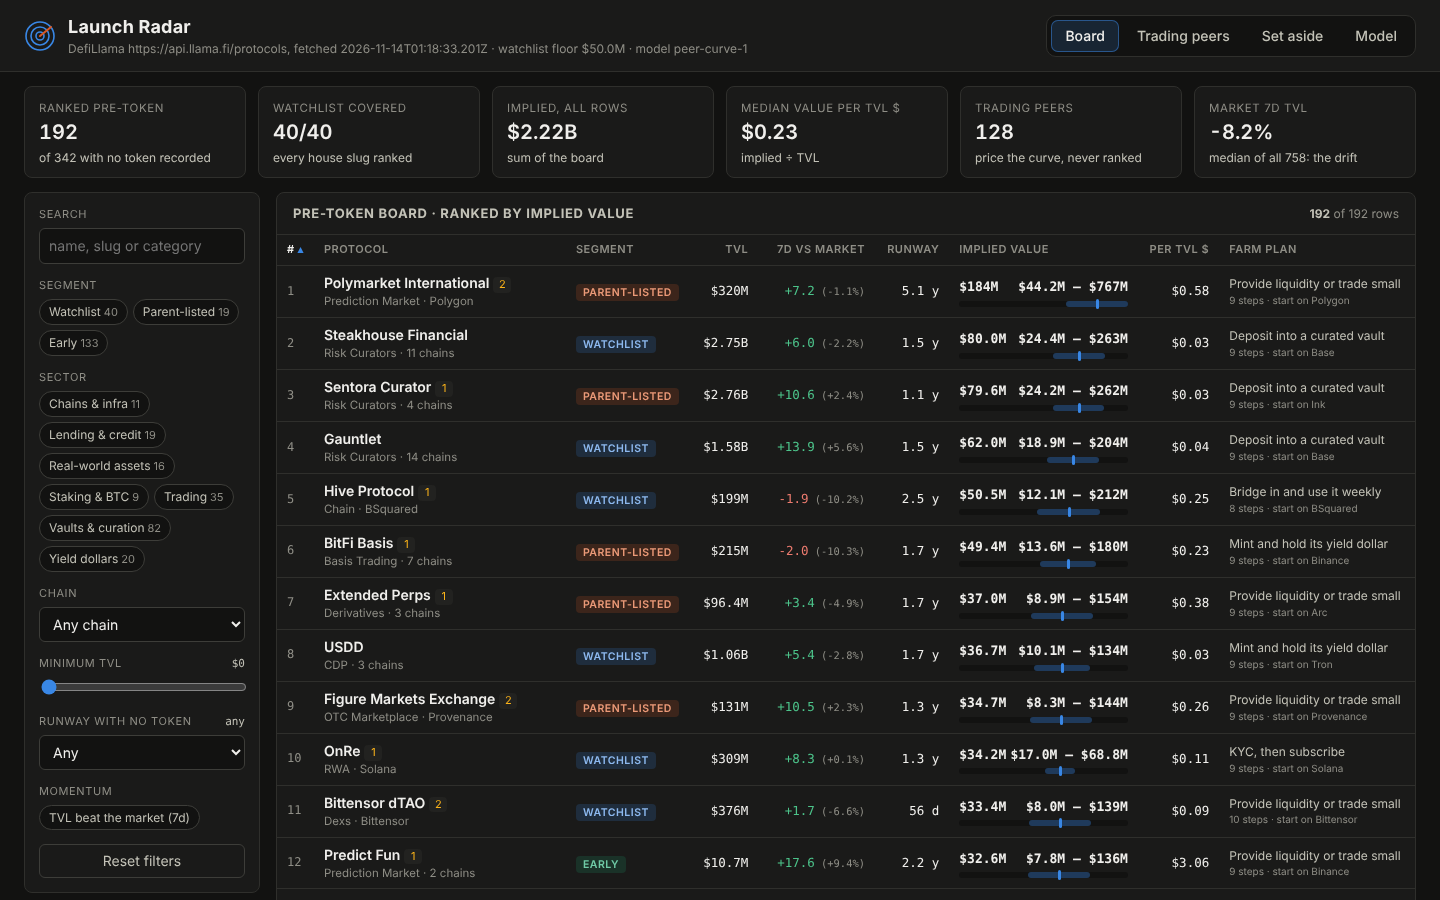 Launch Radar
DefiLlama https://api.llama.fi/protocols, fetched 2026-11-14T01:18:33.201Z · watchlist floor $50.0M · model peer-curve-1
Board Trading peers Set aside Model
RANKED PRE-TOKEN
192
of 342 with no token recorded
WATCHLIST COVERED
40/40
every house slug ranked
IMPLIED, ALL ROWS
$2.22B
sum of the board
MEDIAN VALUE PER TVL $
$0.23
implied ÷ TVL
TRADING PEERS
128
price the curve, never ranked
MARKET 7D TVL
-8.2%
median of all 758: the drift
SEARCH
name, slug or category
SEGMENT
Watchlist 40 Parent-listed 19
Early 133
SECTOR
Chains & infra 11
Lending & credit 19
Real-world assets 16
Staking & BTC 9 Trading 35
Vaults & curation 82
Yield dollars 20
CHAIN
Any chain
MINIMUM TVL $0
RUNWAY WITH NO TOKEN any
Any
MOMENTUM
TVL beat the market (7d)
Reset filters
PRE-TOKEN BOARD · RANKED BY IMPLIED VALUE 192 of 192 rows
# ▲ PROTOCOL SEGMENT TVL 7D VS MARKET RUNWAY IMPLIED VALUE PER TVL $ FARM PLAN
1 Polymarket International 2 PARENT-LISTED $320M +7.2 (-1.1%) 5.1 y $184M $44.2M — $767M $0.58 Provide liquidity or trade small
Prediction Market · Polygon 9 steps · start on Polygon
2 Steakhouse Financial WATCHLIST $2.75B +6.0 (-2.2%) 1.5 y $80.0M $24.4M — $263M $0.03 Deposit into a curated vault
Risk Curators · 11 chains 9 steps · start on Base
3 Sentora Curator 1 PARENT-LISTED $2.76B +10.6 (+2.4%) 1.1 y $79.6M $24.2M — $262M $0.03 Deposit into a curated vault
Risk Curators · 4 chains 9 steps · start on Ink
4 Gauntlet WATCHLIST $1.58B +13.9 (+5.6%) 1.5 y $62.0M $18.9M — $204M $0.04 Deposit into a curated vault
Risk Curators · 14 chains 9 steps · start on Base
5 Hive Protocol 1 WATCHLIST $199M -1.9 (-10.2%) 2.5 y $50.5M $12.1M — $212M $0.25 Bridge in and use it weekly
Chain · BSquared 8 steps · start on BSquared
6 BitFi Basis 1 PARENT-LISTED $215M -2.0 (-10.3%) 1.7 y $49.4M $13.6M — $180M $0.23 Mint and hold its yield dollar
Basis Trading · 7 chains 9 steps · start on Binance
7 Extended Perps 1 PARENT-LISTED $96.4M +3.4 (-4.9%) 1.7 y $37.0M $8.9M — $154M $0.38 Provide liquidity or trade small
Derivatives · 3 chains 9 steps · start on Arc
8 USDD WATCHLIST $1.06B +5.4 (-2.8%) 1.7 y $36.7M $10.1M — $134M $0.03 Mint and hold its yield dollar
CDP · 3 chains 9 steps · start on Tron
9 Figure Markets Exchange 2 PARENT-LISTED $131M +10.5 (+2.3%) 1.3 y $34.7M $8.3M — $144M $0.26 Provide liquidity or trade small
OTC Marketplace · Provenance 9 steps · start on Provenance
10 OnRe 1 WATCHLIST $309M +8.3 (+0.1%) 1.3 y $34.2M $17.0M — $68.8M $0.11 KYC, then subscribe
RWA · Solana 9 steps · start on Solana
11 Bittensor dTAO 2 WATCHLIST $376M +1.7 (-6.6%) 56 d $33.4M $8.0M — $139M $0.09 Provide liquidity or trade small
Dexs · Bittensor 10 steps · start on Bittensor
12 Predict Fun 1 EARLY $10.7M +17.6 (+9.4%) 2.2 y $32.6M $7.8M — $136M $3.06 Provide liquidity or trade small
Prediction Market · 2 chains 9 steps · start on Binance